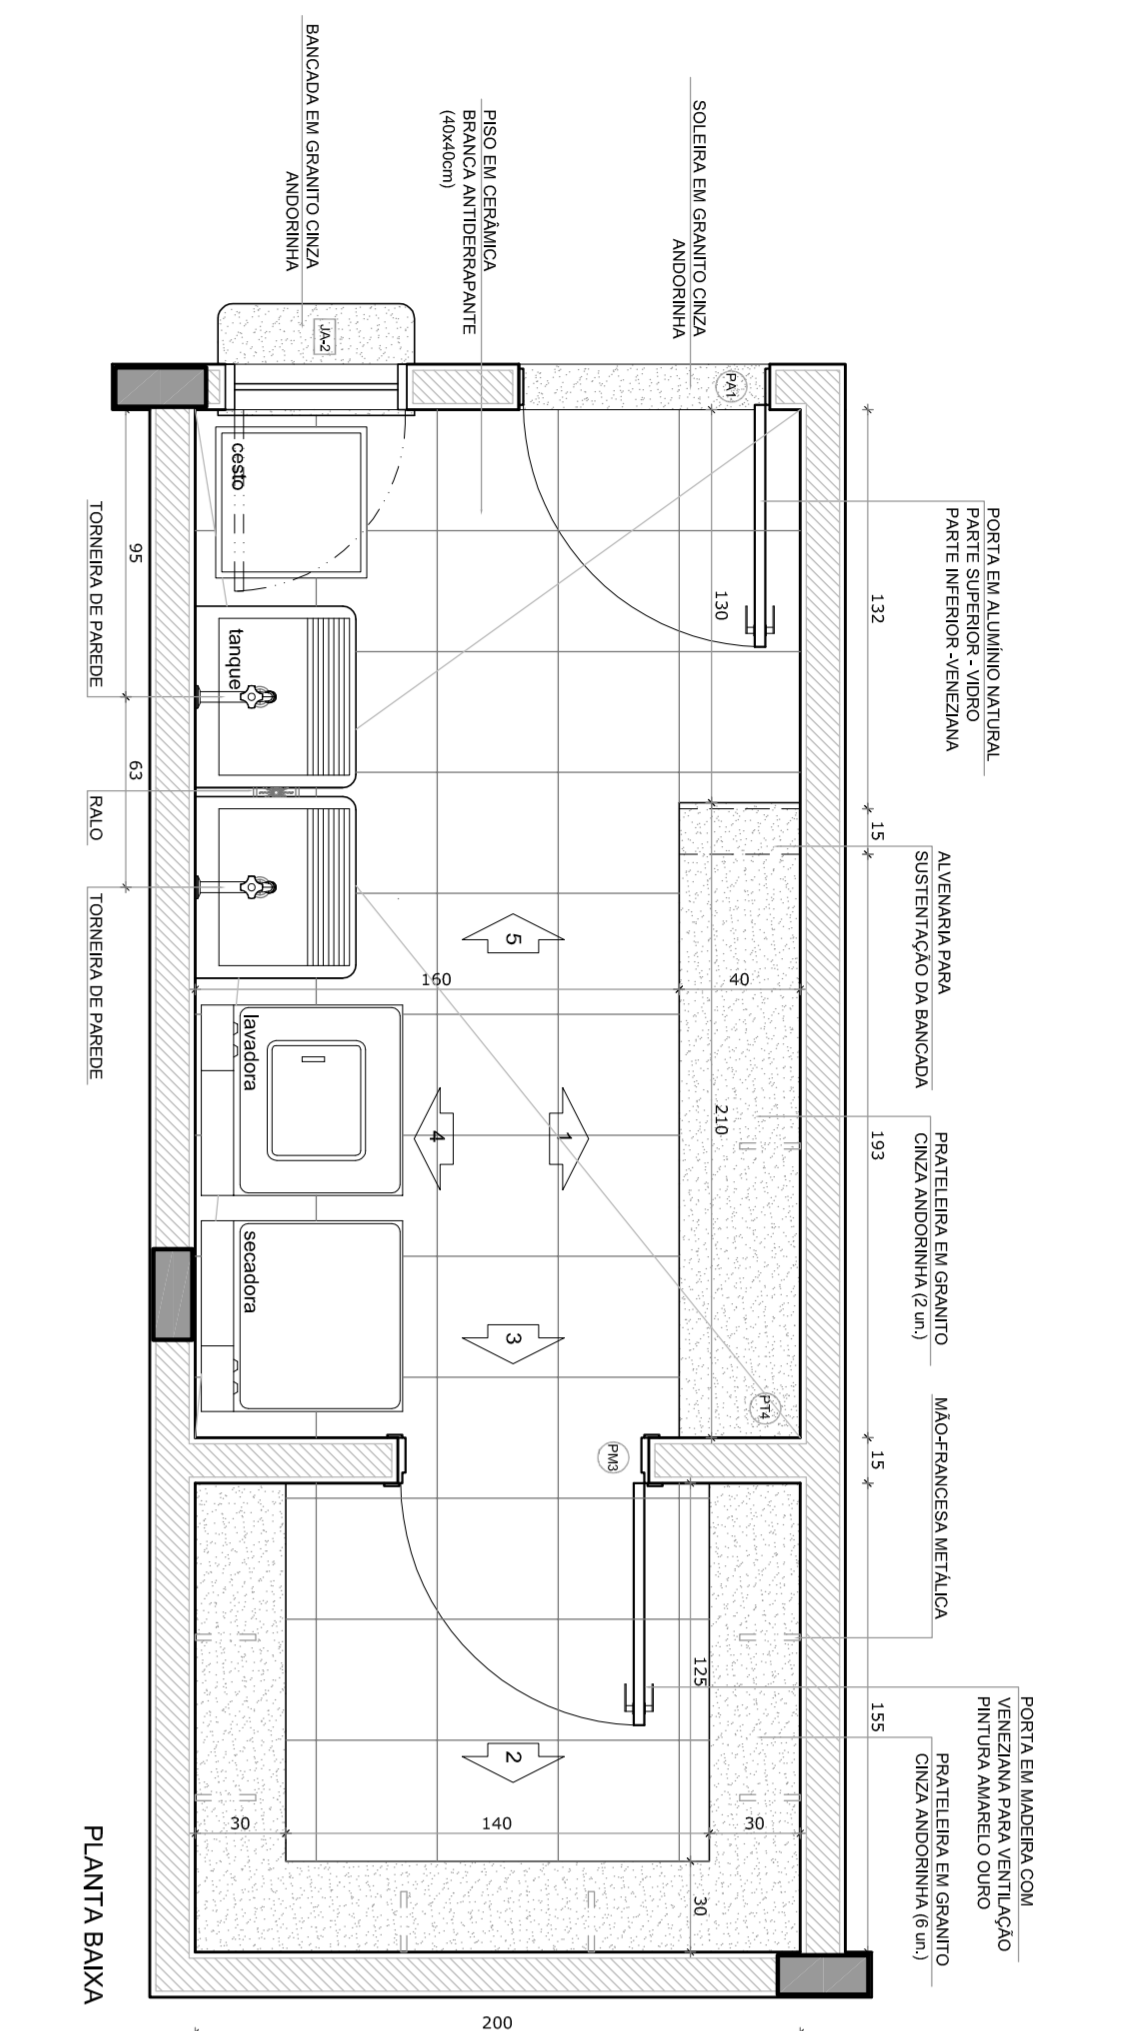 BANCADA EM GRANITO CINZA
ANDORINHA
PISO EM CERÂMICA
BRANCA ANTIDERRAPANTE
(40x40cm)
SOLEIRA EM GRANITO CINZA
ANDORINHA
JA-2
PA1
PORTA EM ALUMÍNIO NATURAL
PARTE SUPERIOR - VIDRO
PARTE INFERIOR -VENEZIANA
132
15
193
15
155
ALVENARIA PARA
SUSTENTAÇÃO DA BANCADA
PRATELEIRA EM GRANITO
CINZA ANDORINHA (2 un.)
MÃO-FRANCESA METÁLICA
PORTA EM MADEIRA COM
VENEZIANA PARA VENTILAÇÃO
PINTURA AMARELO OURO
PRATELEIRA EM GRANITO
CINZA ANDORINHA (6 un.)
130
210
40
160
PT4
PM3
125
30
cesto
tanque
lavadora
secadora
5
1
4
3
2
30
140
30
95
63
TORNEIRA DE PAREDE
RALO
TORNEIRA DE PAREDE
200
PLANTA BAIXA